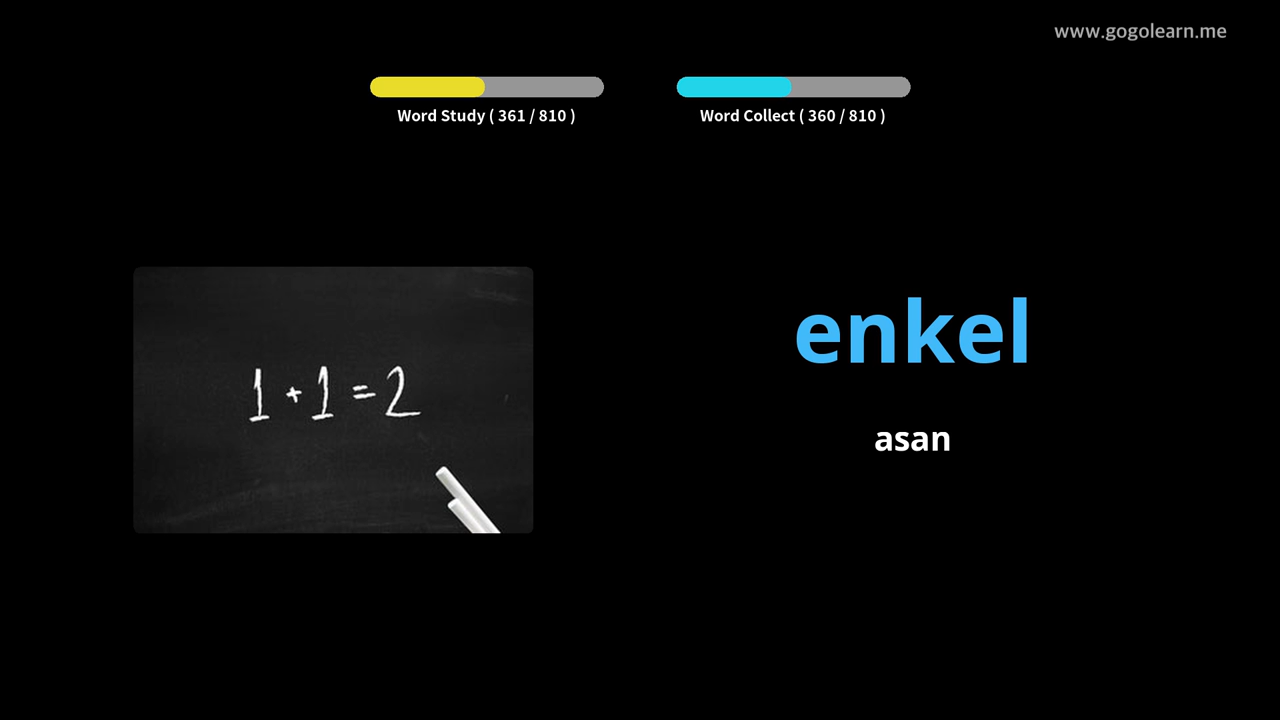 www.gogolearn.me
Word Study ( 361 / 810 )
Word Collect ( 360 / 810 )
1 + 1 = 2
enkel
asan